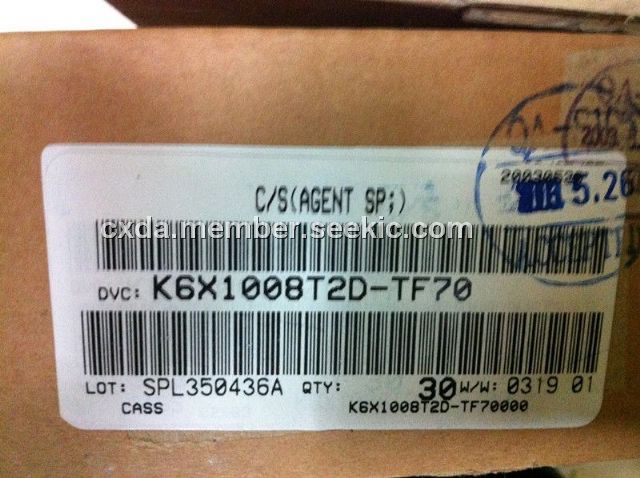 C/S(AGENT SP;)
cxda.member.seekic.com
DVC: K6X1008T2D-TF70
LOT: SPL350436A QTY: 30 W/W: 0319 01
CASS K6X1008T2D-TF70000
QA-
5.26